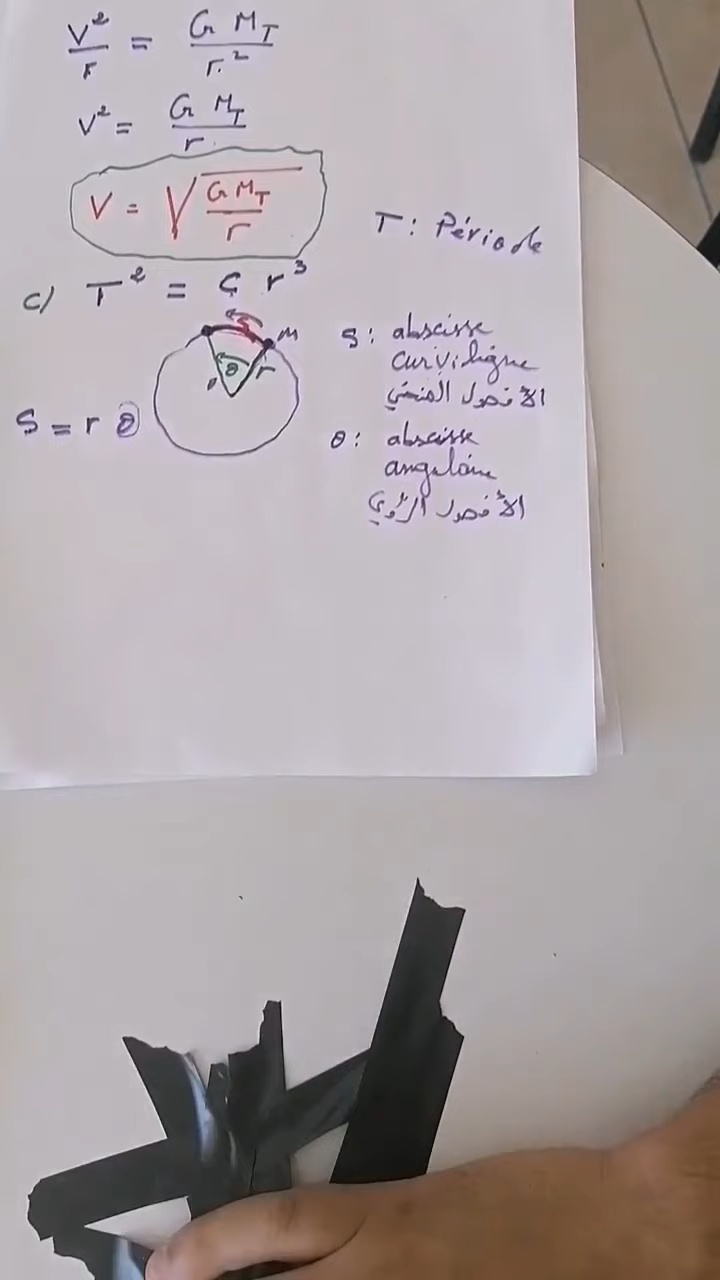 V²/r = G M_T/r²
V² = G M_T/r
V = √(G M_T/r)
T : Période
c) T² = C r³
S M
θ r
S = r θ
S : abscisse
curviligne
الأفصول المنحني
θ : abscisse
angulaire
الأفصول الزاوي